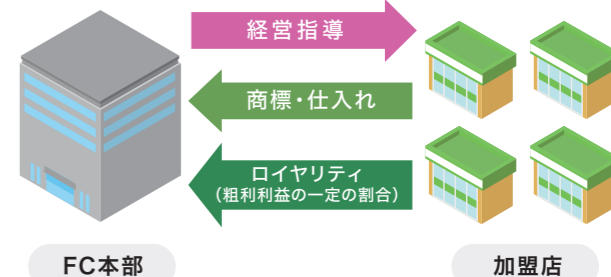 経営指導
商標・仕入れ
ロイヤリティ
（粗利利益の一定の割合）
FC本部
加盟店